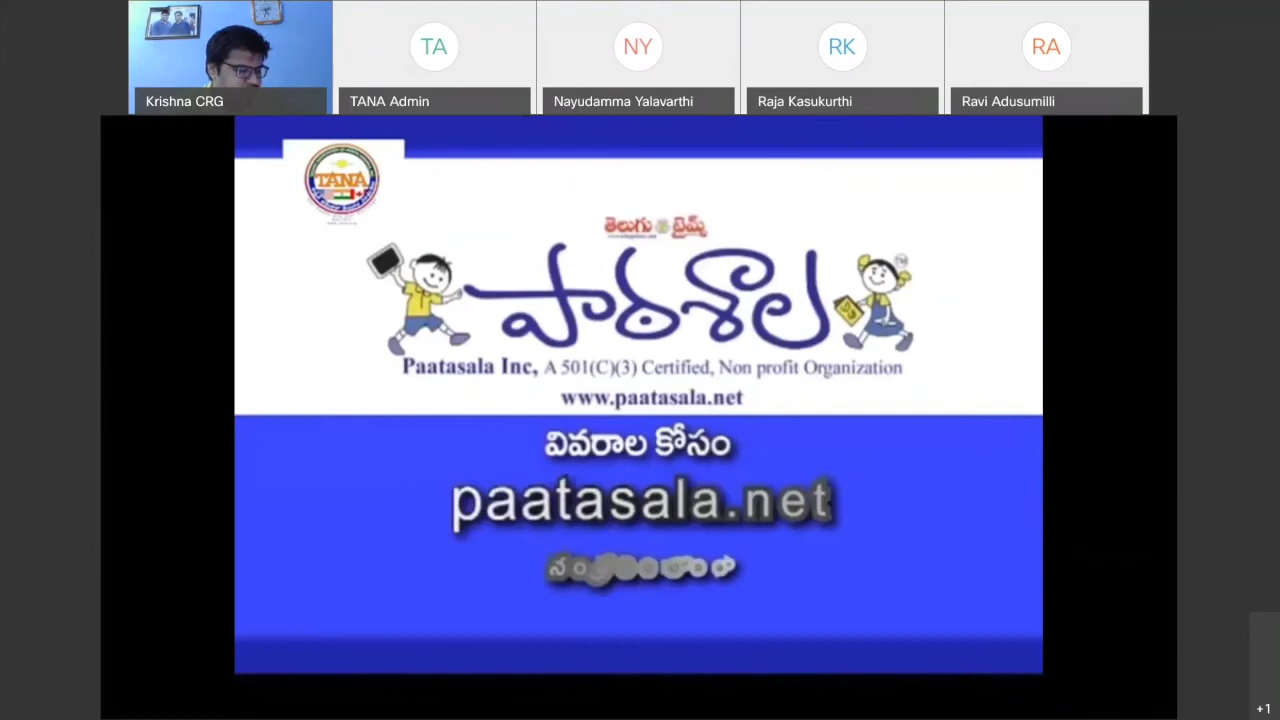 TA
NY
RK
RA
Krishna CRG
TANA Admin
Nayudamma Yalavarthi
Raja Kasukurthi
Ravi Adusumilli
TANA
తెలుగు టైమ్స్
పాఠశాల
Paatasala Inc, A 501(C)(3) Certified, Non profit Organization
www.paatasala.net
వివరాల కోసం
paatasala.net
+1